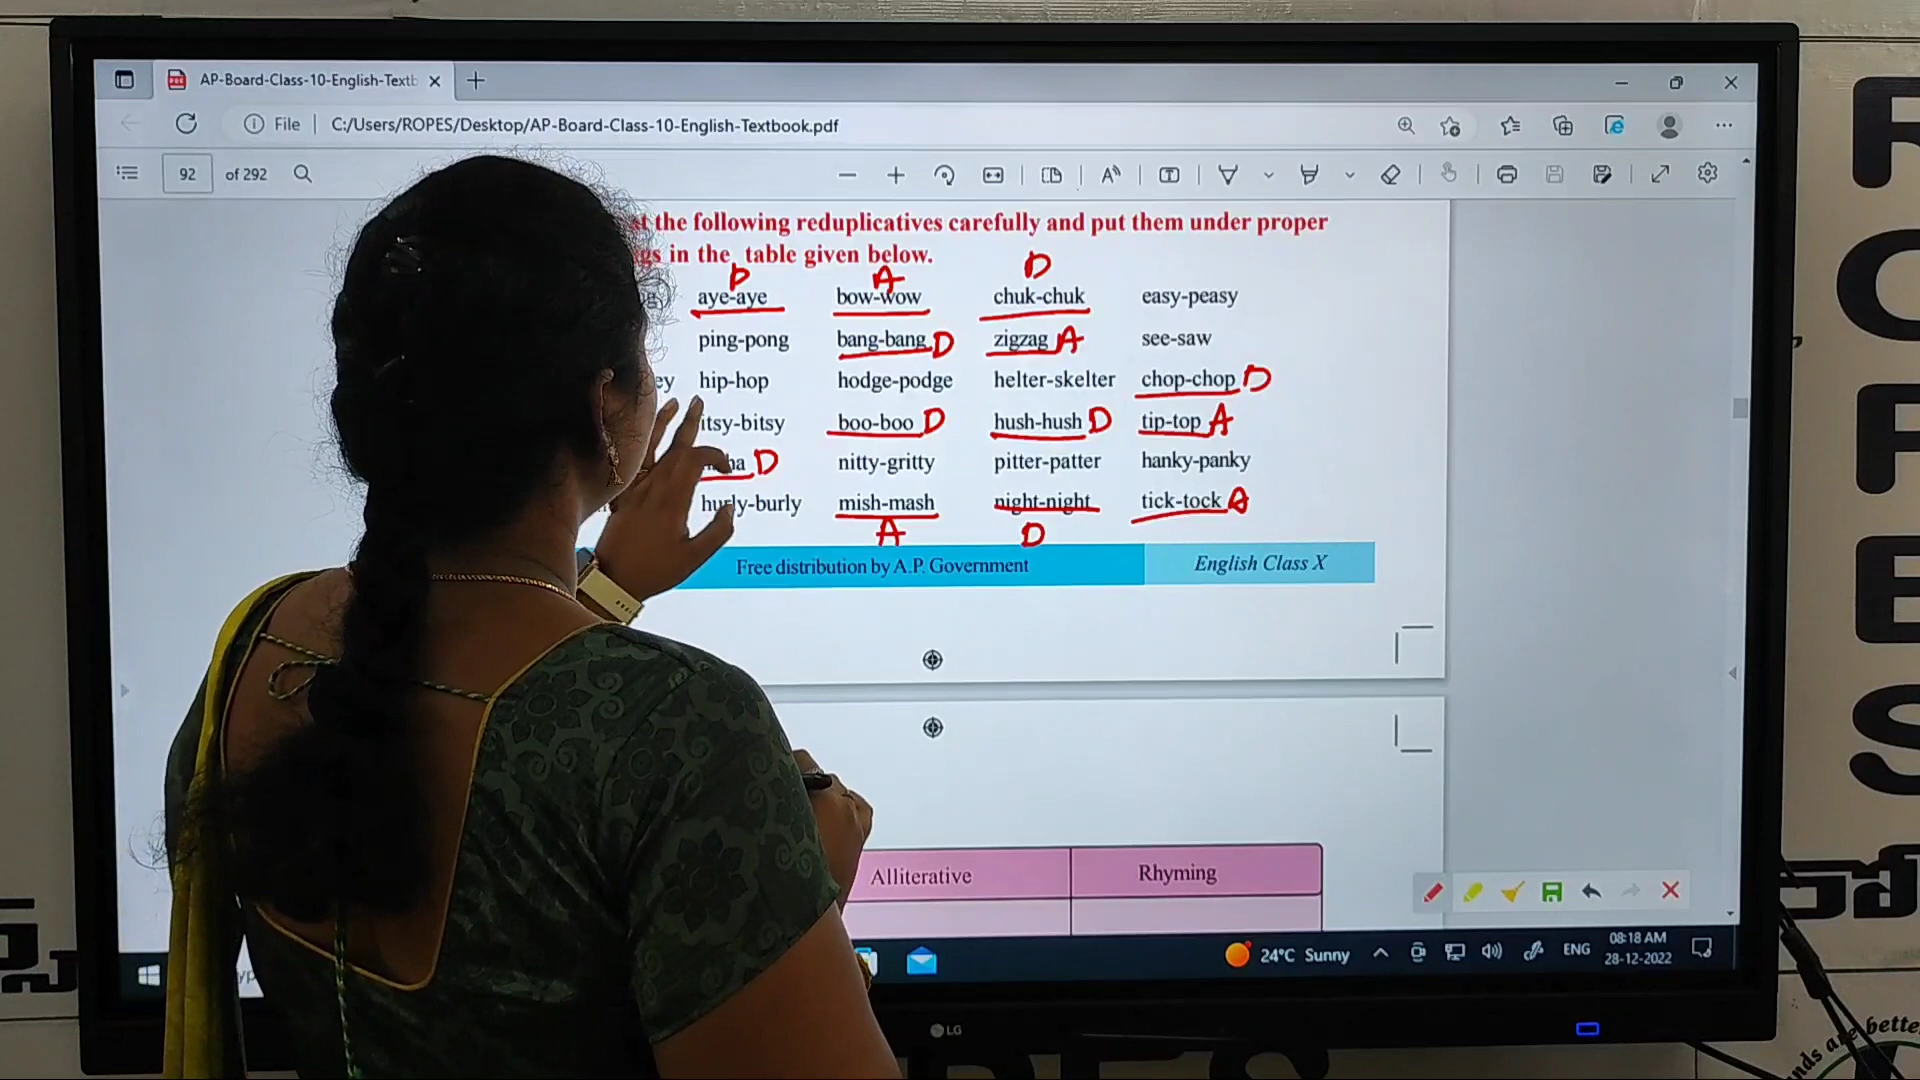 AP-Board-Class-10-English-Textb
File C:/Users/ROPES/Desktop/AP-Board-Class-10-English-Textbook.pdf
92 of 292
the following reduplicatives carefully and put them under proper
in the table given below.
D A D
aye-aye bow-wow chuk-chuk easy-peasy
ping-pong bang-bang D zigzag A see-saw
hip-hop hodge-podge helter-skelter chop-chop D
itsy-bitsy boo-boo D hush-hush D tip-top A
D nitty-gritty pitter-patter hanky-panky
hurly-burly mish-mash night-night tick-tock A
A D
Free distribution by A.P. Government English Class X
Alliterative Rhyming
24°C Sunny ENG 08:18 AM
28-12-2022
LG